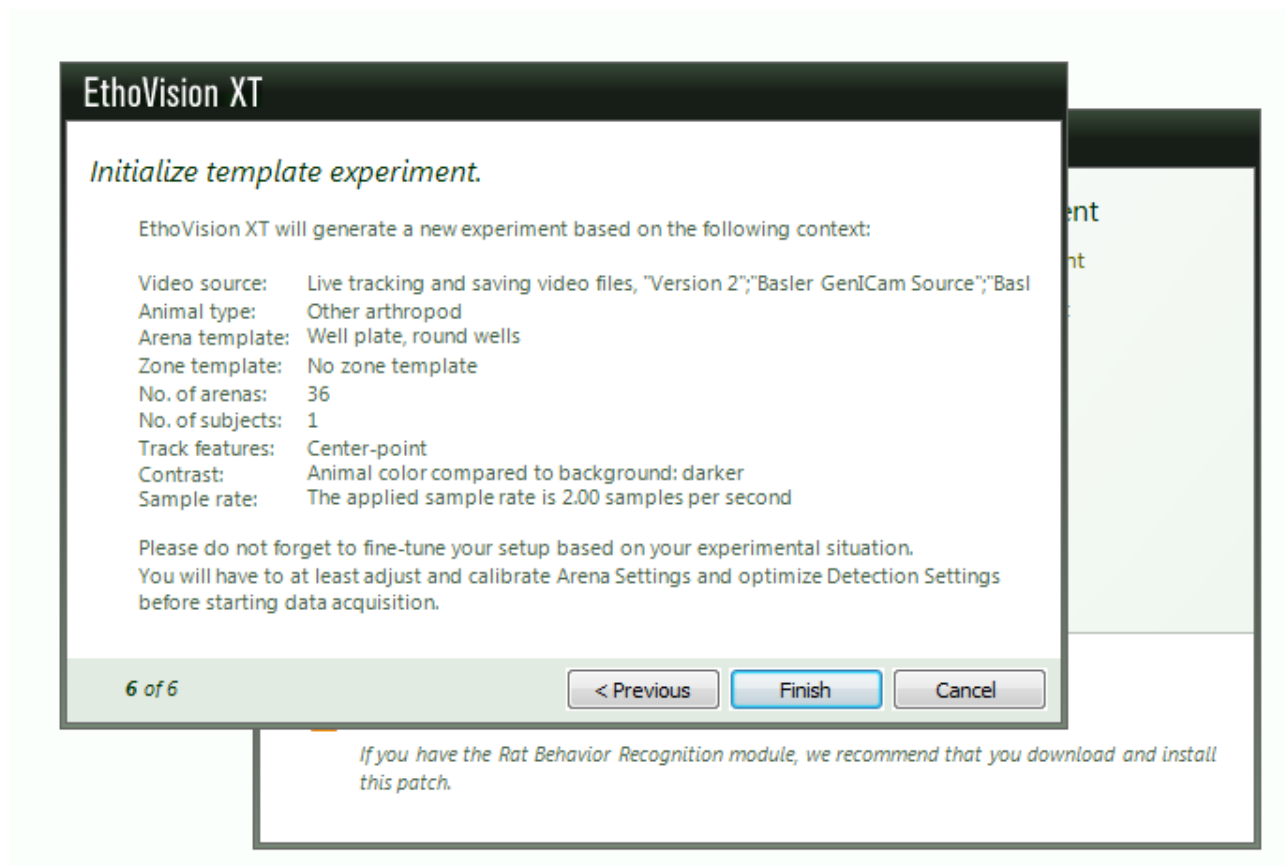 EthoVision XT
Initialize template experiment.
EthoVision XT will generate a new experiment based on the following context:
Video source: Live tracking and saving video files, "Version 2";"Basler GenICam Source";"Basl
Animal type: Other arthropod
Arena template: Well plate, round wells
Zone template: No zone template
No. of arenas: 36
No. of subjects: 1
Track features: Center-point
Contrast: Animal color compared to background: darker
Sample rate: The applied sample rate is 2.00 samples per second
Please do not forget to fine-tune your setup based on your experimental situation.
You will have to at least adjust and calibrate Arena Settings and optimize Detection Settings
before starting data acquisition.
6 of 6
< Previous
Finish
Cancel
ent
nt
If you have the Rat Behavior Recognition module, we recommend that you download and install
this patch.